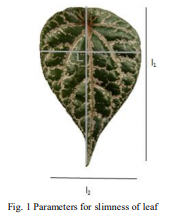 l₁
l₂
Fig. 1 Parameters for slimness of leaf